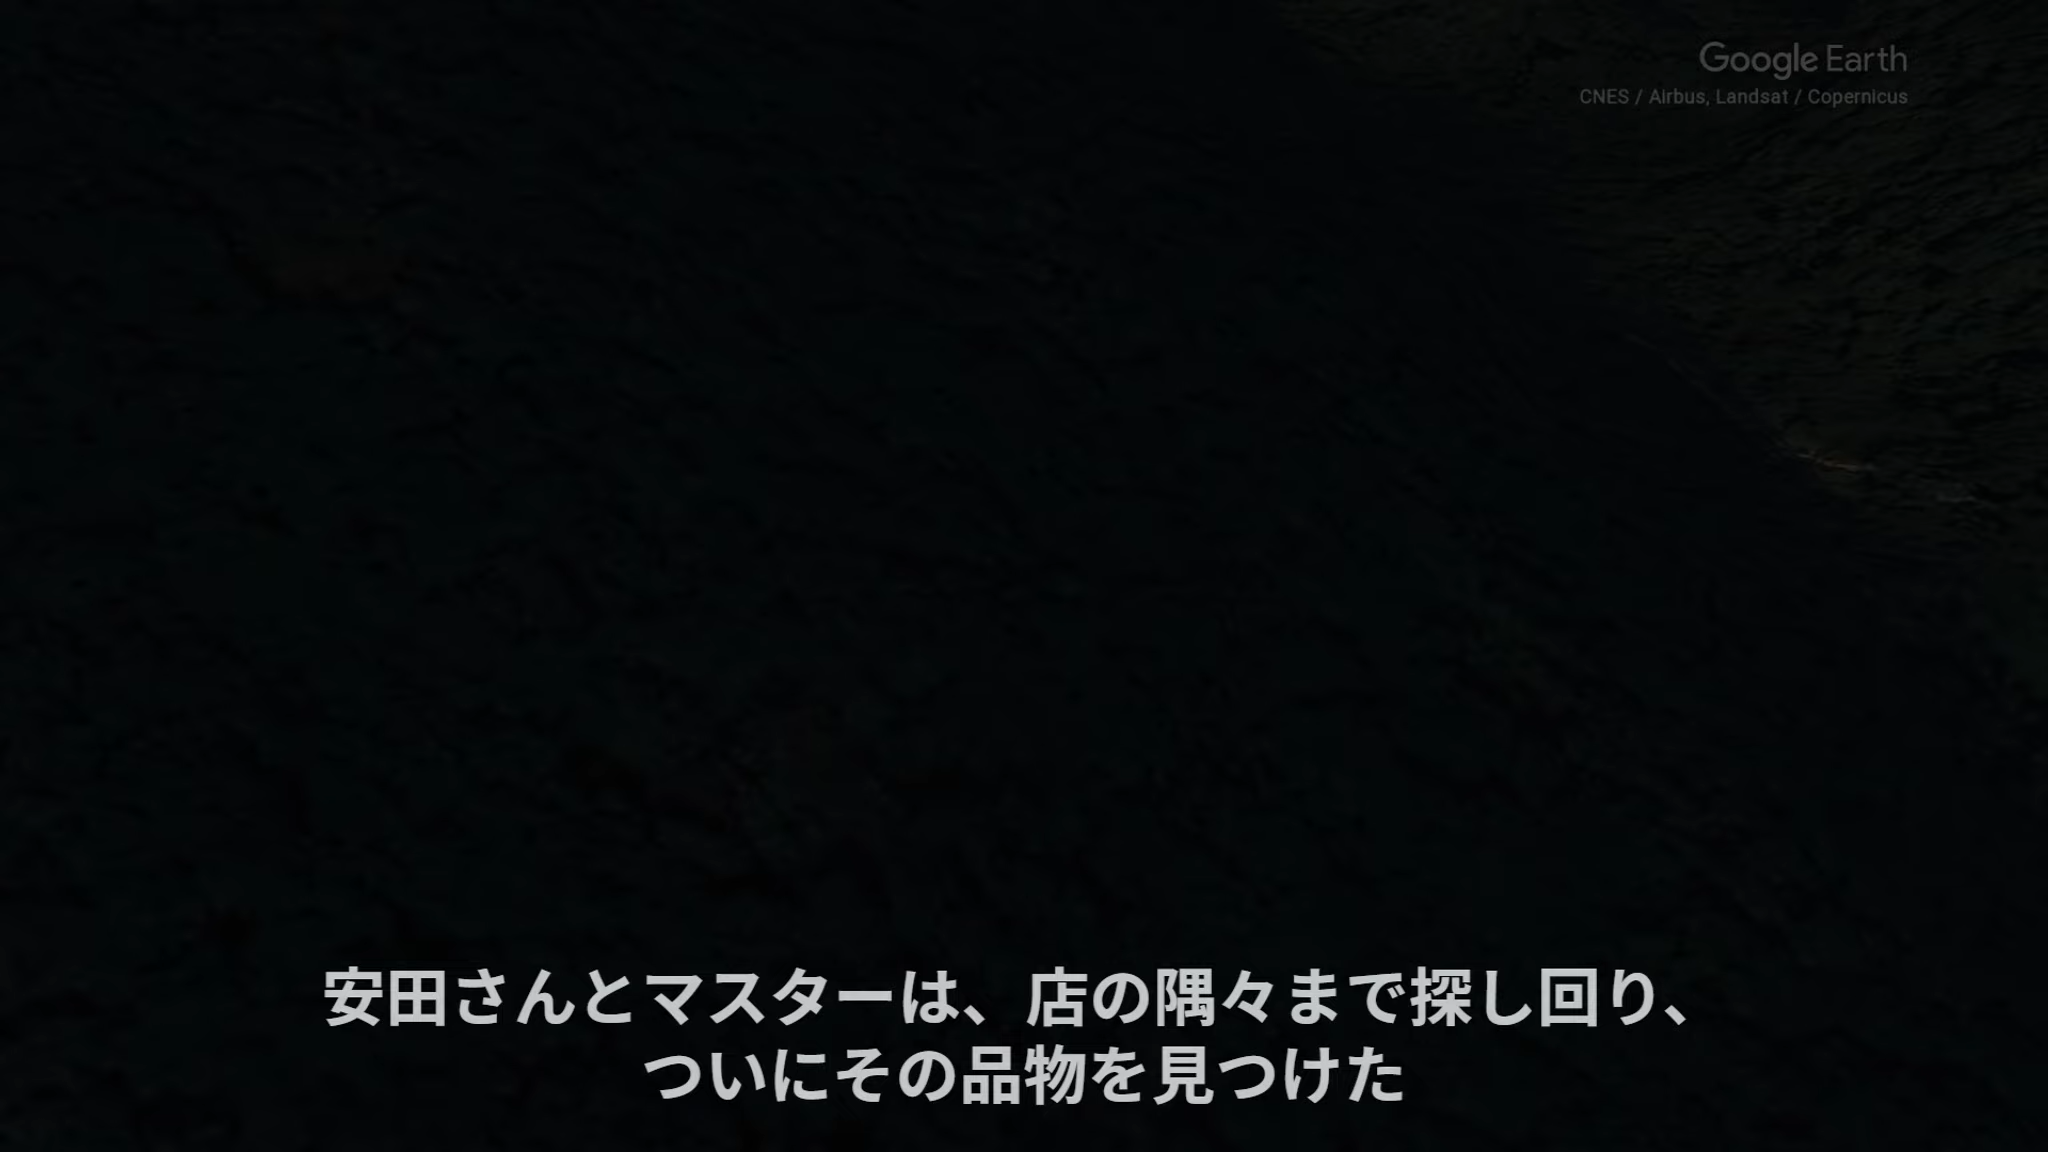 Google Earth
CNES / Airbus, Landsat / Copernicus
安田さんとマスターは、店の隅々まで探し回り、
ついにその品物を見つけた